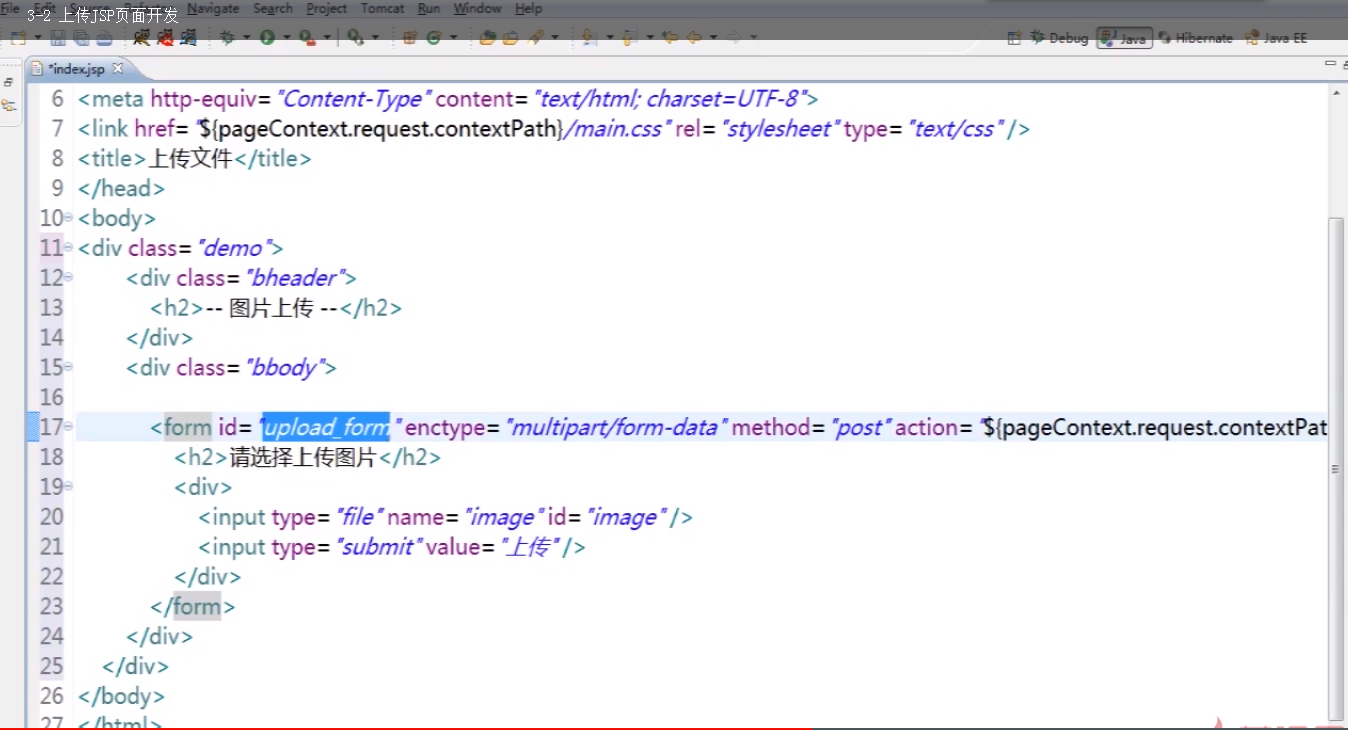 File Edit Source Refactor Navigate Search Project Tomcat Run Window Help
3-2 上传JSP页面开发
Debug Java Hibernate Java EE
*index.jsp
6 <meta http-equiv="Content-Type" content="text/html; charset=UTF-8">
7 <link href="${pageContext.request.contextPath}/main.css" rel="stylesheet" type="text/css" />
8 <title>上传文件</title>
9 </head>
10 <body>
11 <div class="demo">
12 <div class="bheader">
13 <h2>-- 图片上传 --</h2>
14 </div>
15 <div class="bbody">
16
17 <form id="upload_form" enctype="multipart/form-data" method="post" action="${pageContext.request.contextPat
18 <h2>请选择上传图片</h2>
19 <div>
20 <input type="file" name="image" id="image" />
21 <input type="submit" value="上传" />
22 </div>
23 </form>
24 </div>
25 </div>
26 </body>
27 </html>